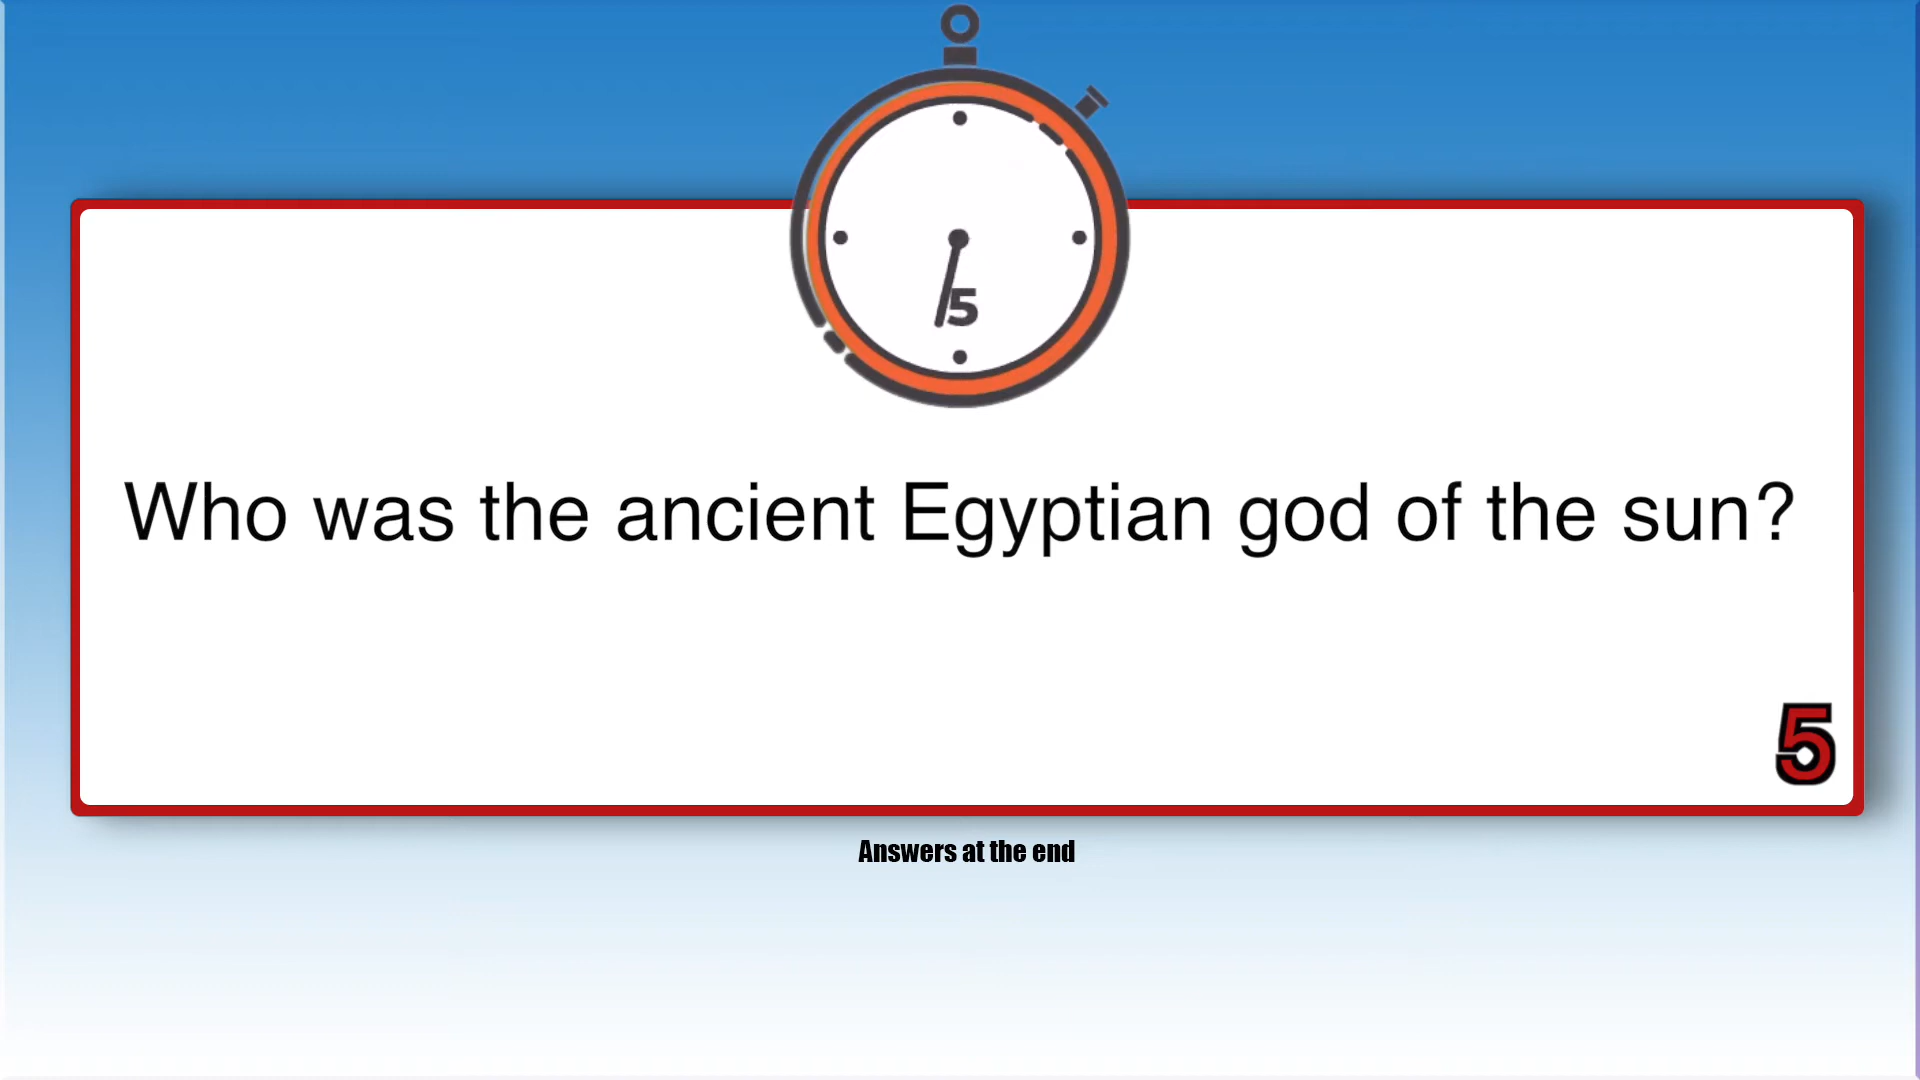 5
Who was the ancient Egyptian god of the sun?
5
Answers at the end